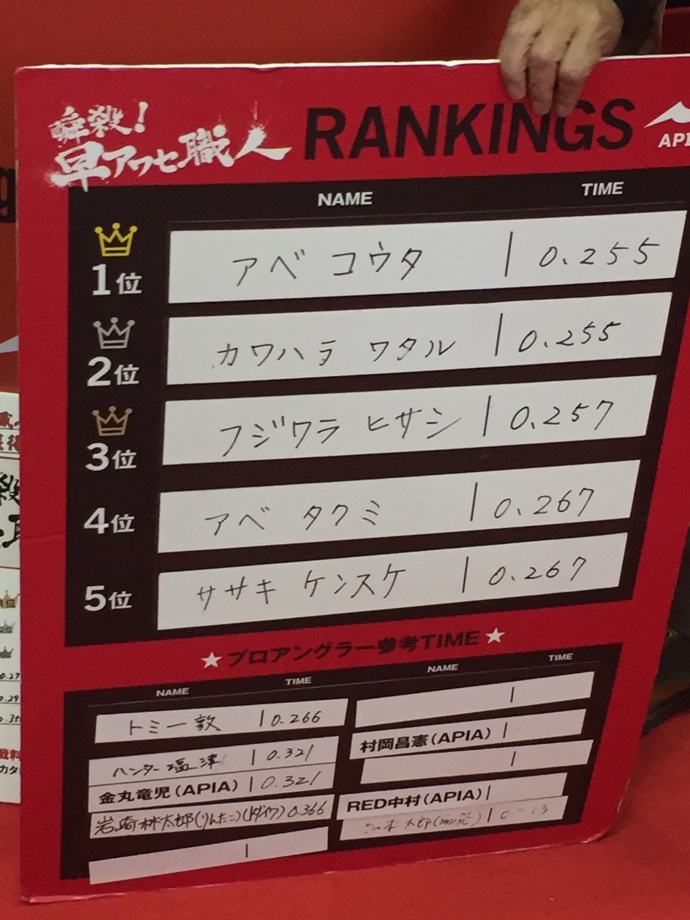 瞬殺！
早アワセ職人 RANKINGS
NAME TIME
1位 アベ コウタ 0.255
2位 カワハラ ワタル 0.255
3位 フジワラ ヒサシ 0.257
4位 アベ タクミ 0.267
5位 ササキ ケンスケ 0.267
★プロアングラー参考TIME★
NAME TIME
トミー敦 0.266
ハンター塩津 0.321
金丸竜児(APIA) 0.321
0.366
NAME TIME
村岡昌憲(APIA)
RED中村(APIA)